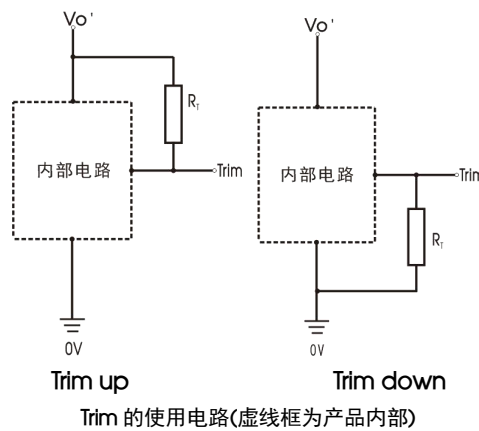 Vo'
Vo'
R_T
内部电路
Trim
内部电路
Trim
R_T
0V
0V
Trim up
Trim down
Trim 的使用电路(虚线框为产品内部)